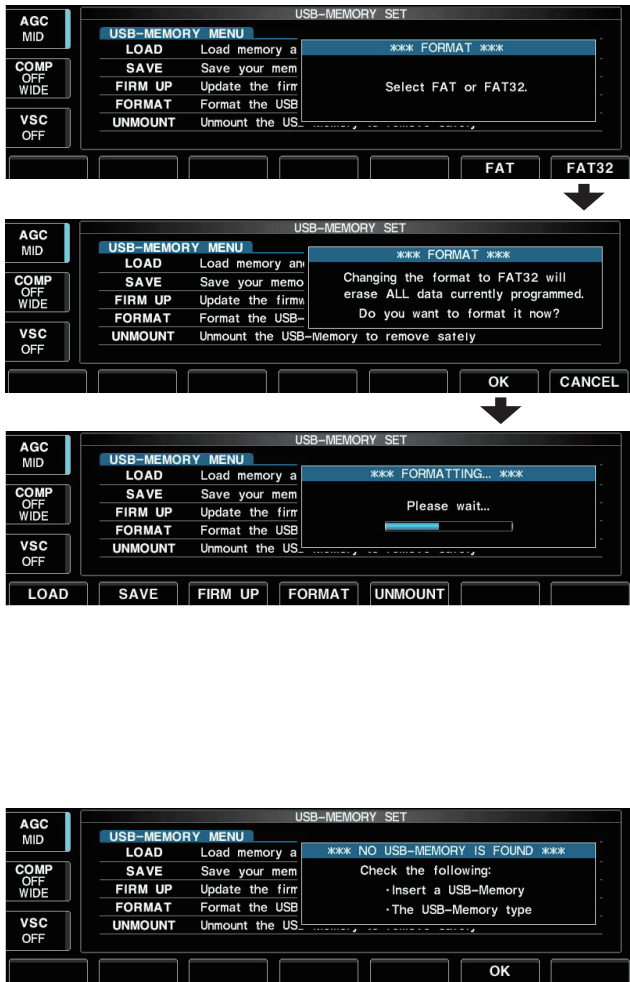 USB–MEMORY SET
AGC
MID
COMP
OFF
WIDE
VSC
OFF
USB–MEMORY MENU
LOAD Load memory a
SAVE Save your mem
FIRM UP Update the firm
FORMAT Format the USB
UNMOUNT Unmount the US
*** FORMAT ***
Select FAT or FAT32.
FAT FAT32
USB–MEMORY SET
AGC
MID
COMP
OFF
WIDE
VSC
OFF
USB–MEMORY MENU
LOAD Load memory and
SAVE Save your memo
FIRM UP Update the firmw
FORMAT Format the USB–
UNMOUNT Unmount the USB–Memory to remove safely
*** FORMAT ***
Changing the format to FAT32 will
erase ALL data currently programmed.
Do you want to format it now?
OK CANCEL
USB–MEMORY SET
AGC
MID
COMP
OFF
WIDE
VSC
OFF
USB–MEMORY MENU
LOAD Load memory a
SAVE Save your mem
FIRM UP Update the firm
FORMAT Format the USB
UNMOUNT Unmount the US
*** FORMATTING... ***
Please wait...
LOAD SAVE FIRM UP FORMAT UNMOUNT
USB–MEMORY SET
AGC
MID
COMP
OFF
WIDE
VSC
OFF
USB–MEMORY MENU
LOAD Load memory a
SAVE Save your mem
FIRM UP Update the firm
FORMAT Format the USB
UNMOUNT Unmount the US
*** NO USB–MEMORY IS FOUND ***
Check the following:
·Insert a USB–Memory
·The USB–Memory type
OK